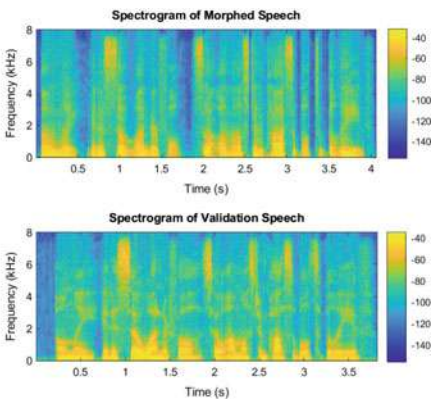 Spectrogram of Morphed Speech
8
6
4
2
0
Frequency (kHz)
0.5 1 1.5 2 2.5 3 3.5 4
Time (s)
-40
-60
-80
-100
-120
-140
Spectrogram of Validation Speech
8
6
4
2
0
Frequency (kHz)
0.5 1 1.5 2 2.5 3 3.5
Time (s)
-40
-60
-80
-100
-120
-140